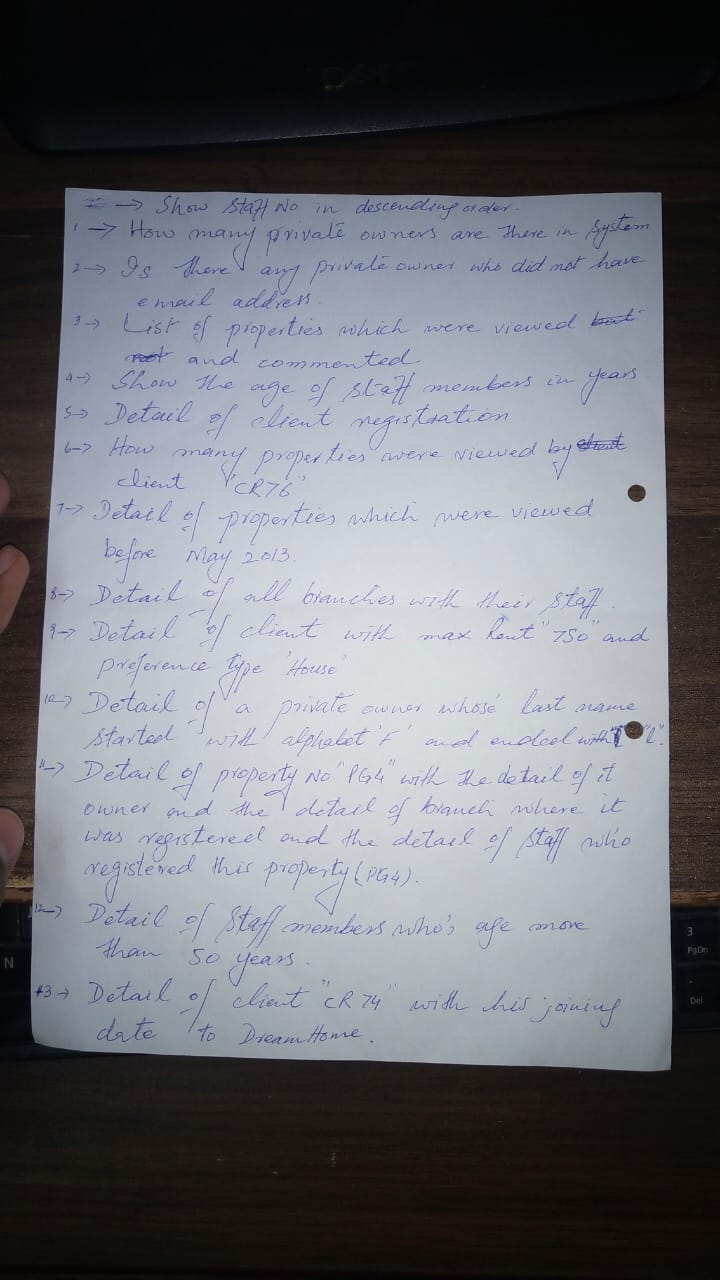 DELL
→ Show Staff No in descending order.
1 → How many private owners are there in System
2 → Is there any private owner who did not have
email address.
3 → List of properties which were viewed but
not and commented
4 → Show the age of staff members in years
5 → Detail of client registration.
6 → How many properties were viewed by client
client "CR76"
7 → Detail of properties which were viewed
before May 2013.
8 → Detail of all branches with their Staff.
9 → Detail of client with max Rent "750" and
preference type 'House'
10 → Detail of a private owner whose last name
started with alphabet 'F' and ended with "l".
11 → Detail of property No "PG4" with the detail of it
owner and the detail of branch where it
was registered and the detail of Staff who
registered this property (PG4).
12 → Detail of Staff members who's age more
than 50 years.
13 → Detail of client "CR74" with his joining
date to DreamHome.
N
3
PgDn
.
Del